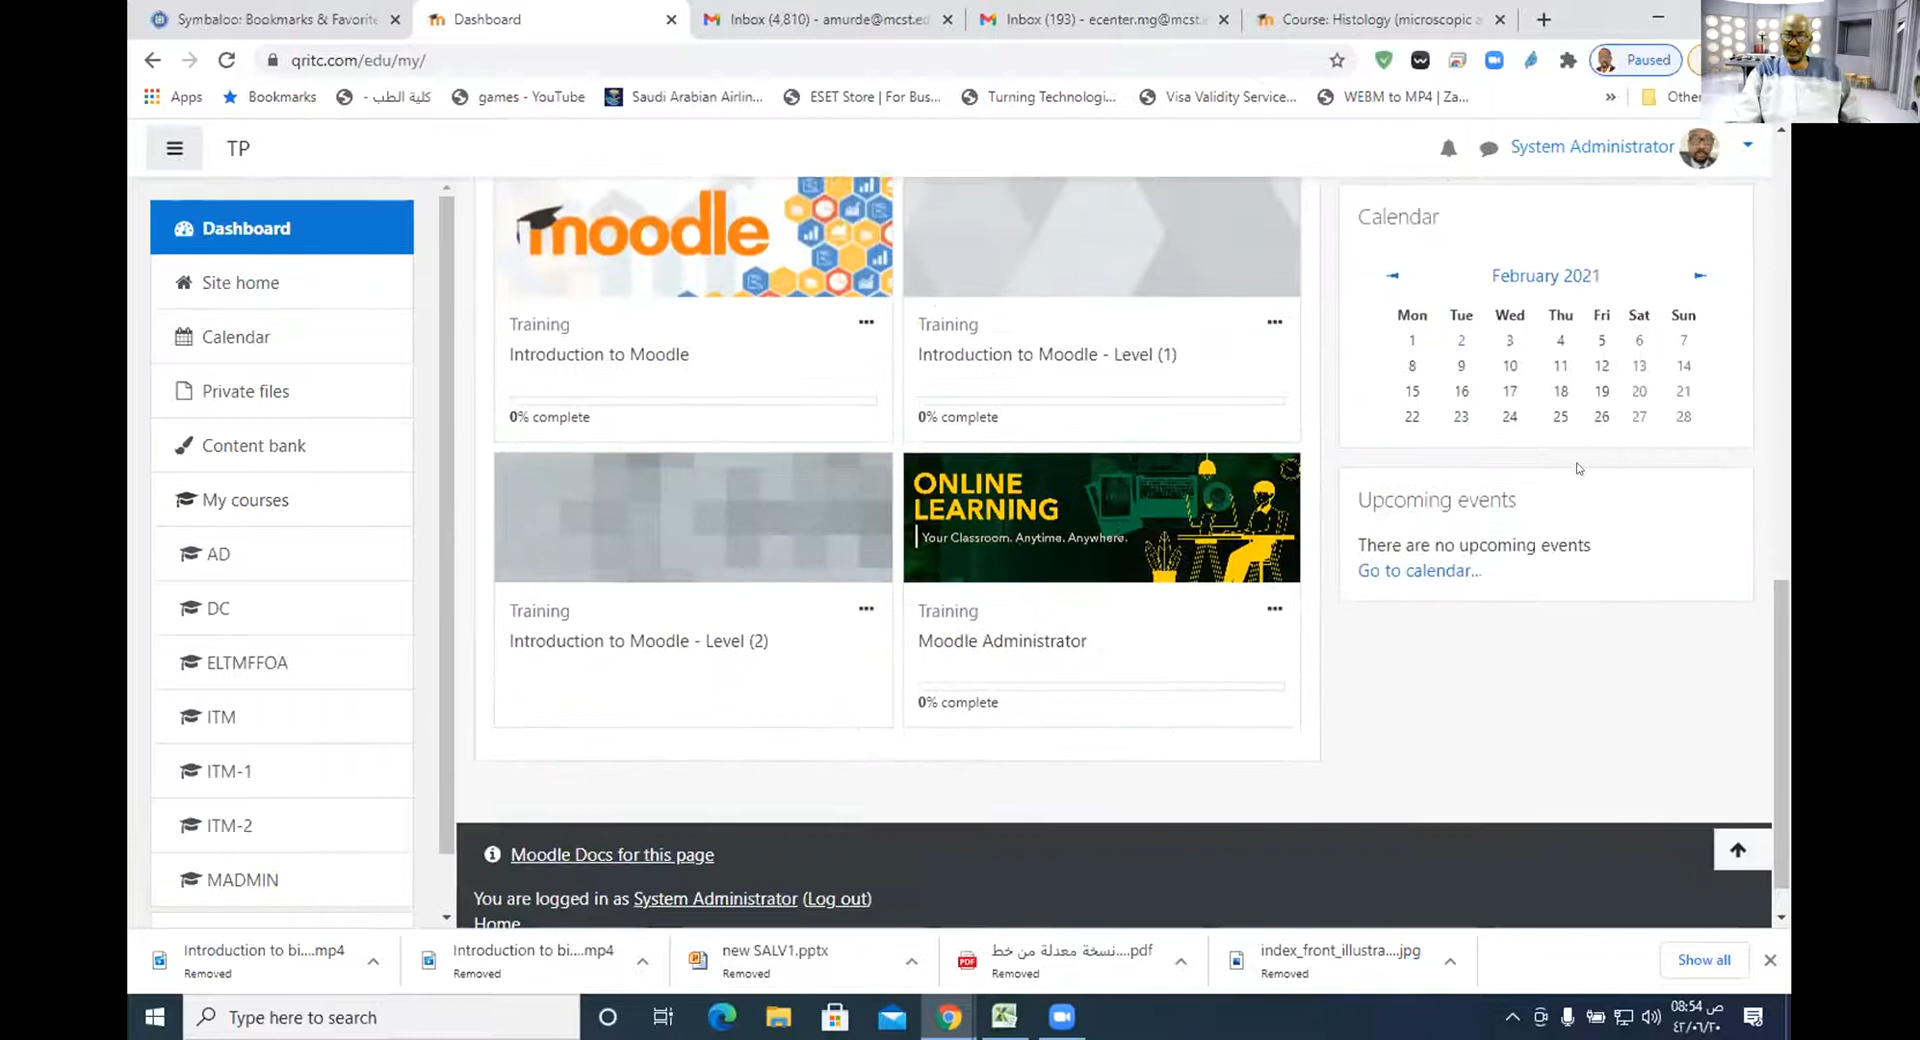 Symbaloo: Bookmarks & Favorite
Dashboard
Inbox (4,810) - amurde@mcst.ed
Inbox (193) - ecenter.mg@mcst.e
Course: Histology (microscopic a
qritc.com/edu/my/
Paused
Apps
Bookmarks
كلية الطب -
games - YouTube
Saudi Arabian Airlin...
ESET Store | For Bus...
Turning Technologi...
Visa Validity Service...
WEBM to MP4 | Za...
»
Other
TP
System Administrator
Dashboard
Site home
Calendar
Private files
Content bank
My courses
AD
DC
ELTMFFOA
ITM
ITM-1
ITM-2
MADMIN
moodle
Training
Introduction to Moodle
0% complete
Training
Introduction to Moodle - Level (1)
0% complete
Training
Introduction to Moodle - Level (2)
ONLINE
LEARNING
Your Classroom. Anytime. Anywhere.
Training
Moodle Administrator
0% complete
Calendar
February 2021
Mon Tue Wed Thu Fri Sat Sun
1 2 3 4 5 6 7
8 9 10 11 12 13 14
15 16 17 18 19 20 21
22 23 24 25 26 27 28
Upcoming events
There are no upcoming events
Go to calendar...
Moodle Docs for this page
You are logged in as System Administrator (Log out)
Home
Introduction to bi....mp4
Removed
Introduction to bi....mp4
Removed
new SALV1.pptx
Removed
نسخة معدلة من خط....pdf
Removed
index_front_illustra....jpg
Removed
Show all
Type here to search
08:54 ص
٤٢/٠٦/٢٠